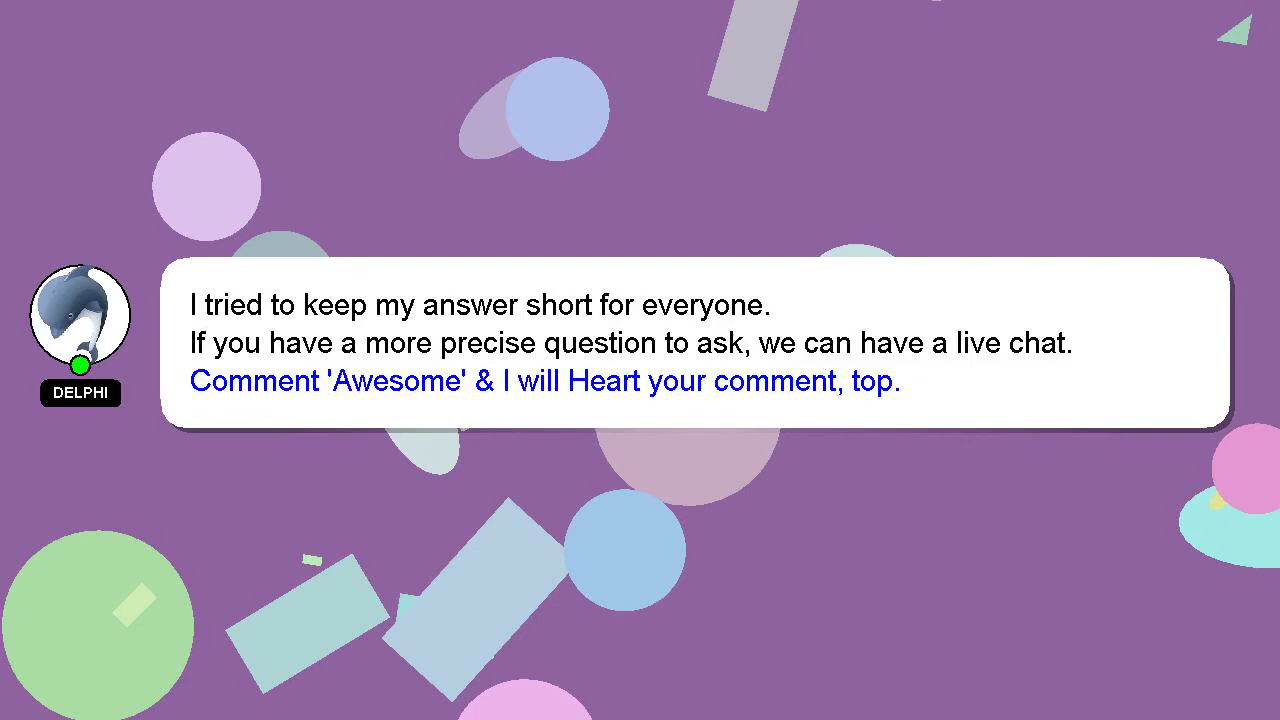 I tried to keep my answer short for everyone.
If you have a more precise question to ask, we can have a live chat.
Comment 'Awesome' & I will Heart your comment, top.
DELPHI